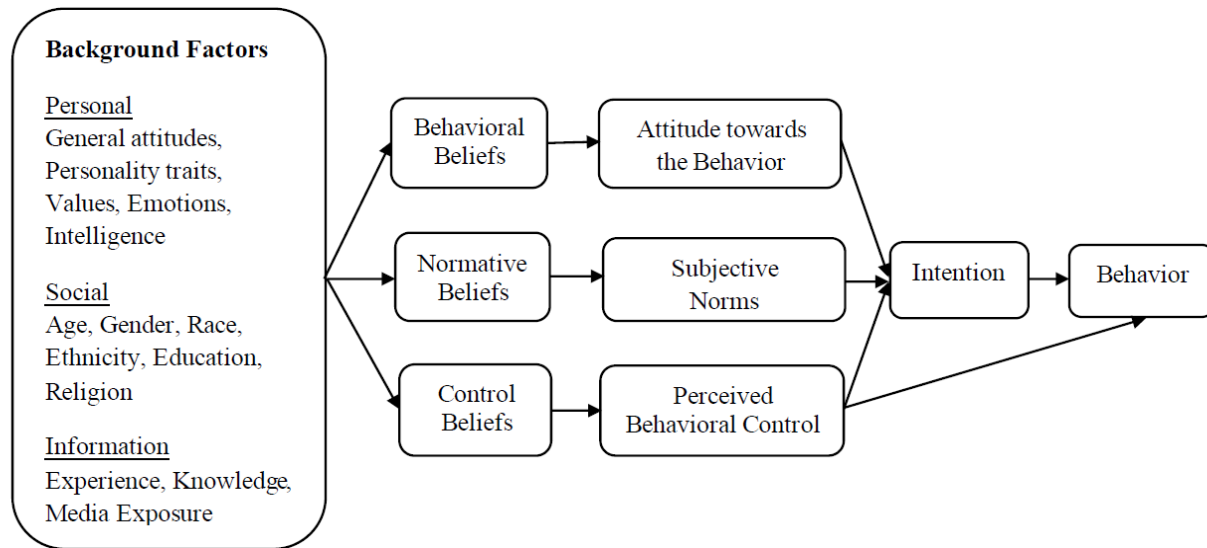 Background Factors
Personal
General attitudes,
Personality traits,
Values, Emotions,
Intelligence
Social
Age, Gender, Race,
Ethnicity, Education,
Religion
Information
Experience, Knowledge,
Media Exposure
Behavioral
Beliefs
Attitude towards
the Behavior
Normative
Beliefs
Subjective
Norms
Control
Beliefs
Perceived
Behavioral Control
Intention
Behavior